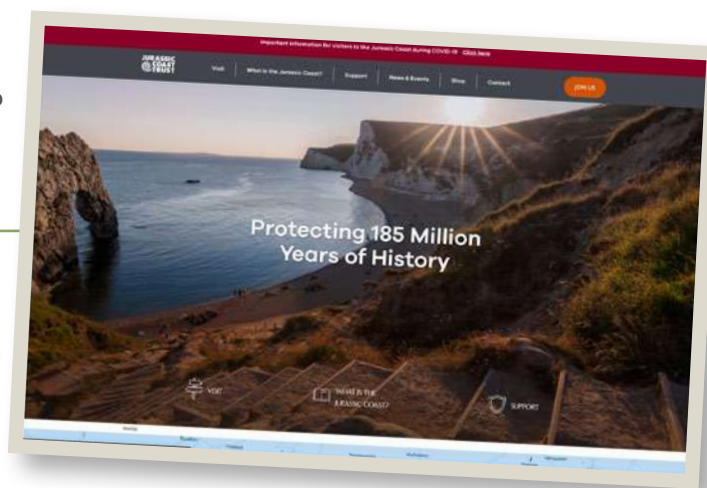 Important information for visitors to the Jurassic Coast during COVID-19 Click here
JURASSIC
COAST
TRUST
Visit
What is the Jurassic Coast?
Support
News & Events
Shop
Contact
JOIN US
Protecting 185 Million
Years of History
VISIT
WHAT IS THE
JURASSIC COAST?
SUPPORT